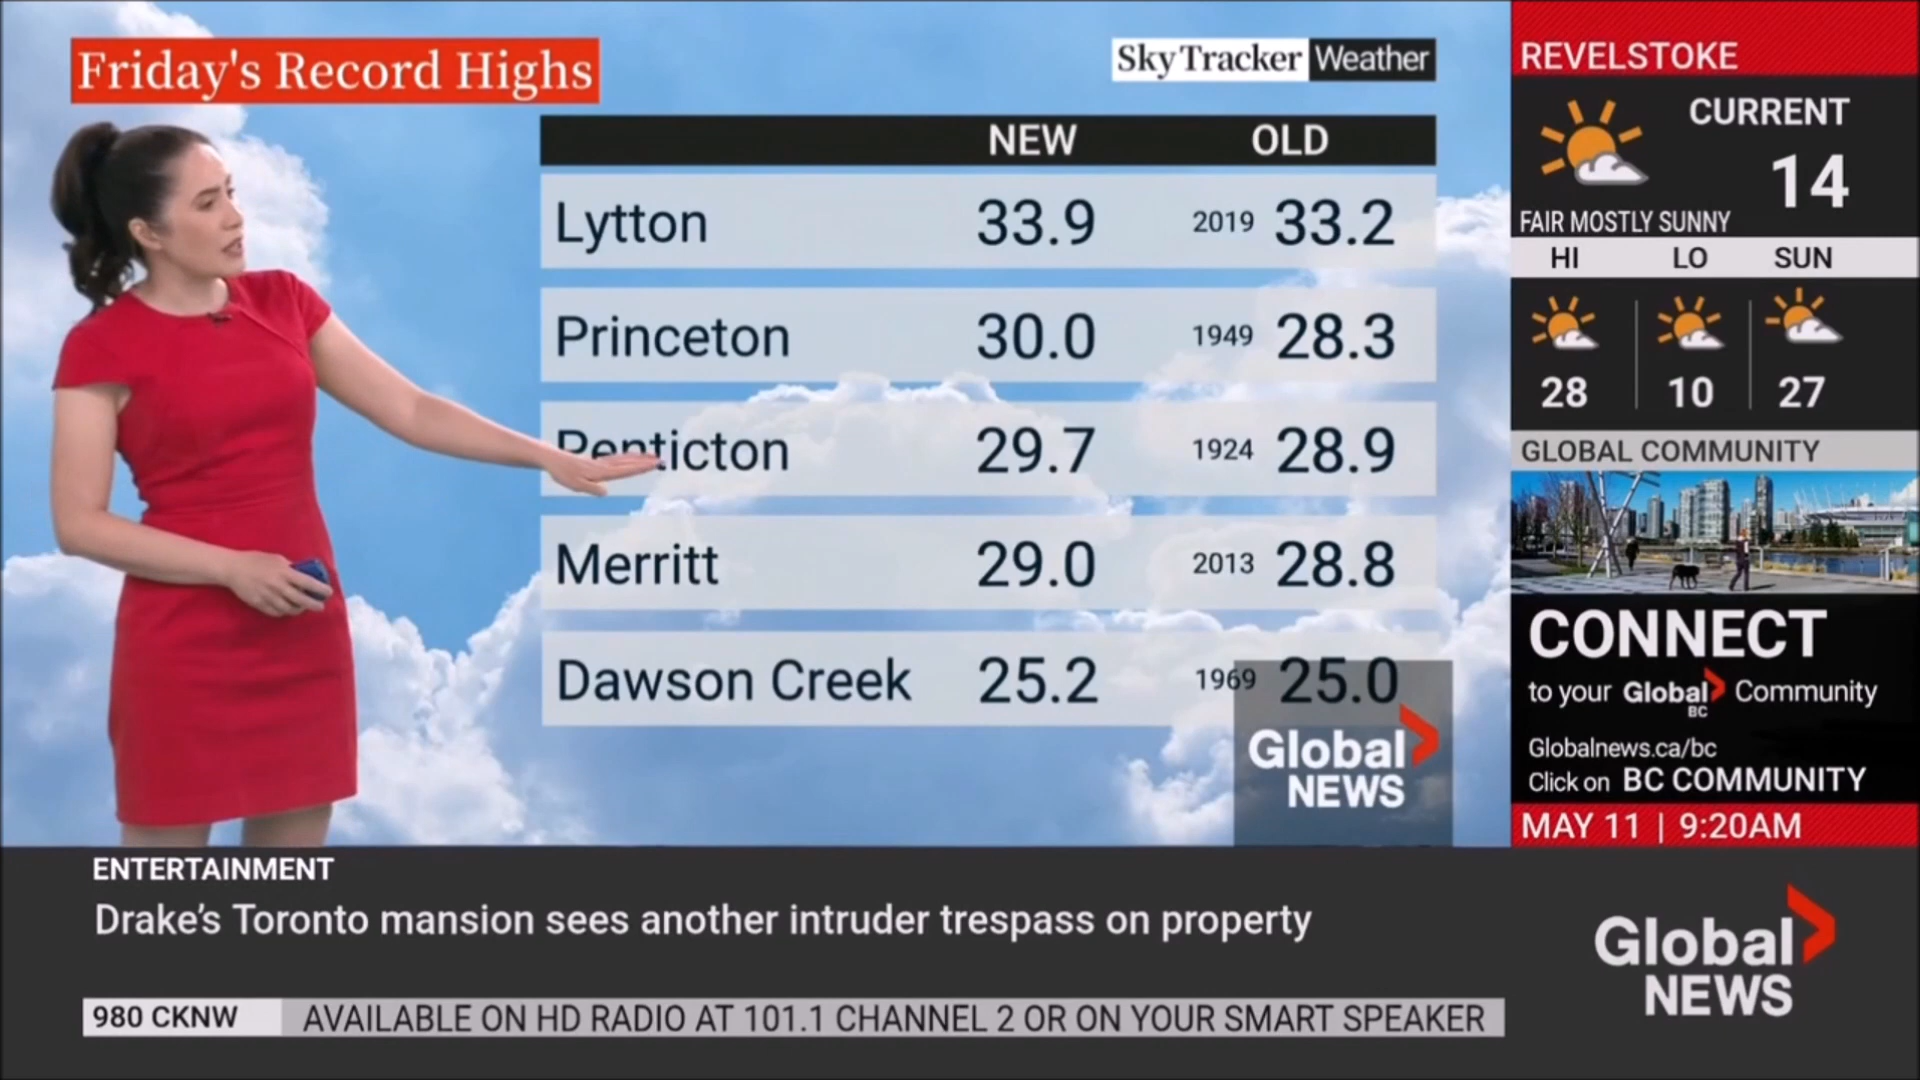 Friday's Record Highs
SkyTracker Weather
NEW OLD
Lytton 33.9 2019 33.2
Princeton 30.0 1949 28.3
Penticton 29.7 1924 28.9
Merritt 29.0 2013 28.8
Dawson Creek 25.2 1969 25.0
Global
NEWS
REVELSTOKE
CURRENT
14
FAIR MOSTLY SUNNY
HI LO SUN
28 10 27
GLOBAL COMMUNITY
CONNECT
to your Global Community
BC
Globalnews.ca/bc
Click on BC COMMUNITY
MAY 11 | 9:20AM
ENTERTAINMENT
Drake's Toronto mansion sees another intruder trespass on property
Global
NEWS
980 CKNW AVAILABLE ON HD RADIO AT 101.1 CHANNEL 2 OR ON YOUR SMART SPEAKER